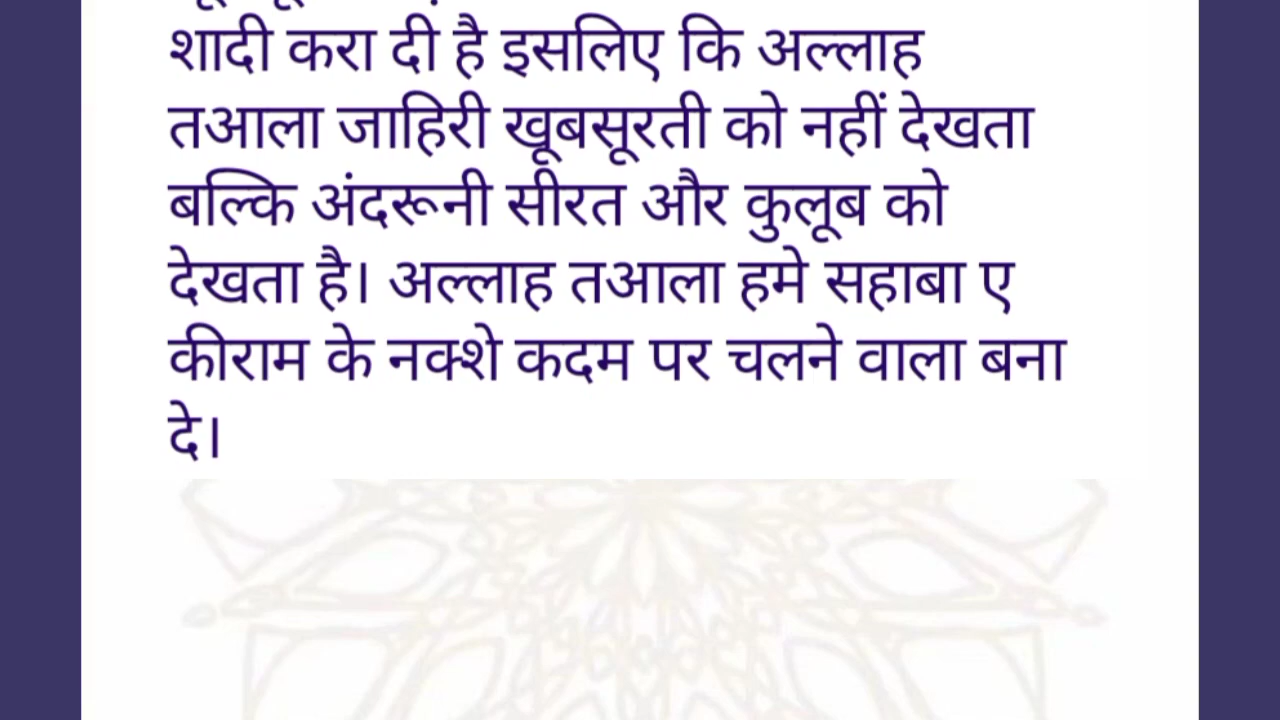 शादी करा दी है इसलिए कि अल्लाह
तआला जाहिरी खूबसूरती को नहीं देखता
बल्कि अंदरूनी सीरत और कुलूब को
देखता है। अल्लाह तआला हमे सहाबा ए
कीराम के नक्शे कदम पर चलने वाला बना
दे।